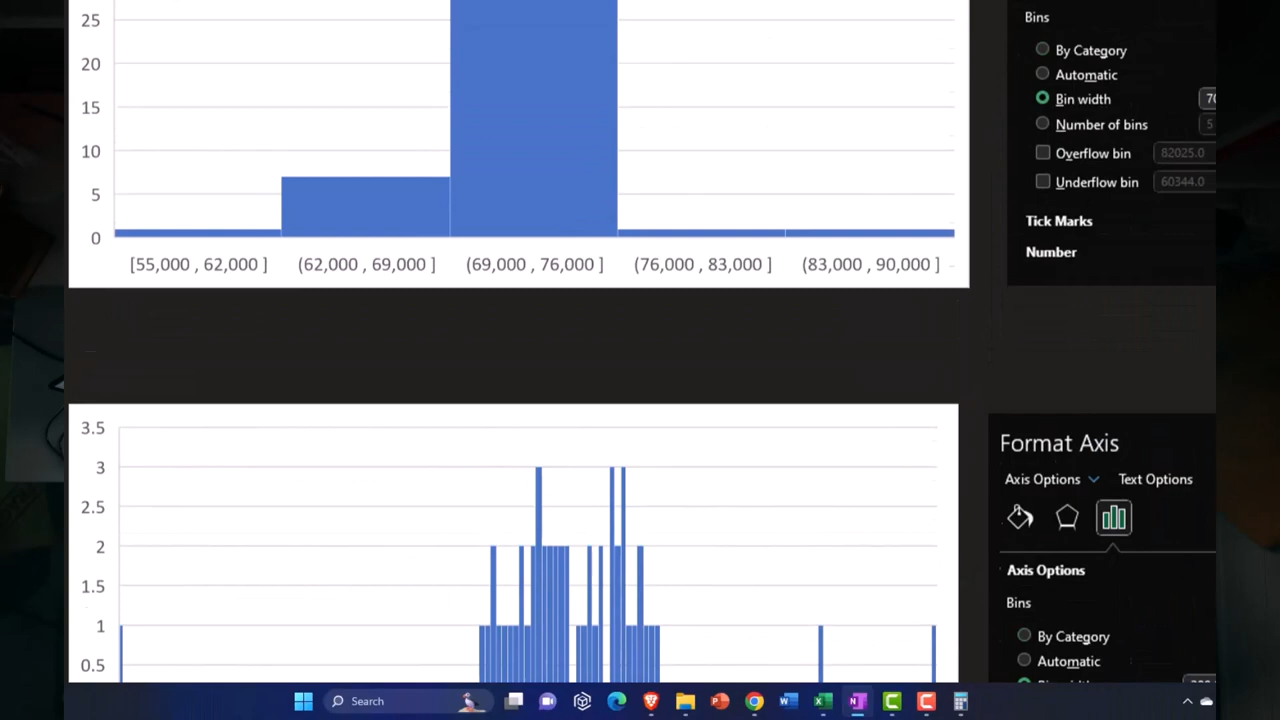 25
20
15
10
5
0
[55,000 , 62,000 ] (62,000 , 69,000 ] (69,000 , 76,000 ] (76,000 , 83,000 ] (83,000 , 90,000 ]
Bins
By Category
Automatic
Bin width 70
Number of bins 5
Overflow bin 82025.0
Underflow bin 60344.0
Tick Marks
Number
3.5
3
2.5
2
1.5
1
0.5
Format Axis
Axis Options Text Options
Axis Options
Bins
By Category
Automatic
Search